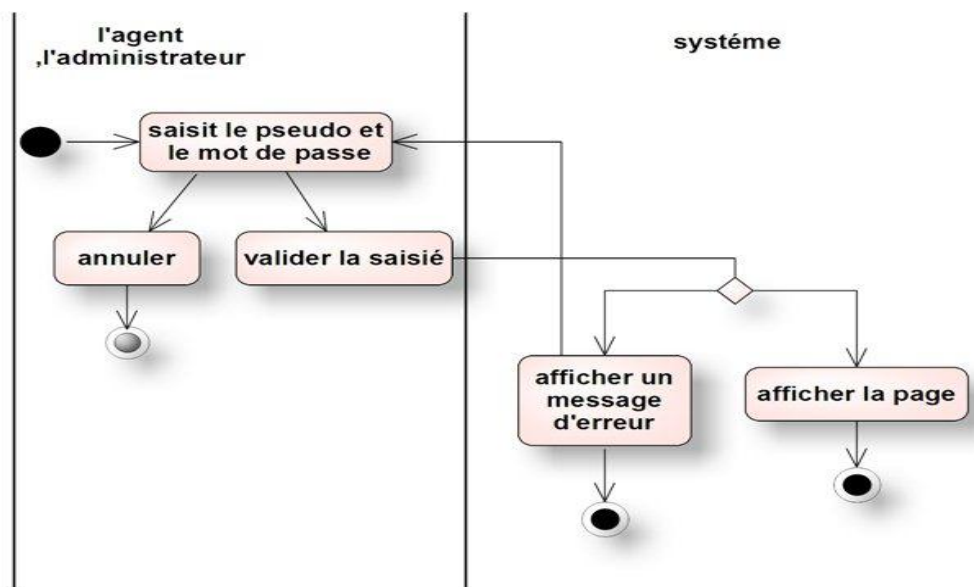 l'agent
,l'administrateur
systéme
saisit le pseudo et
le mot de passe
annuler
valider la saisié
afficher un
message
d'erreur
afficher la page